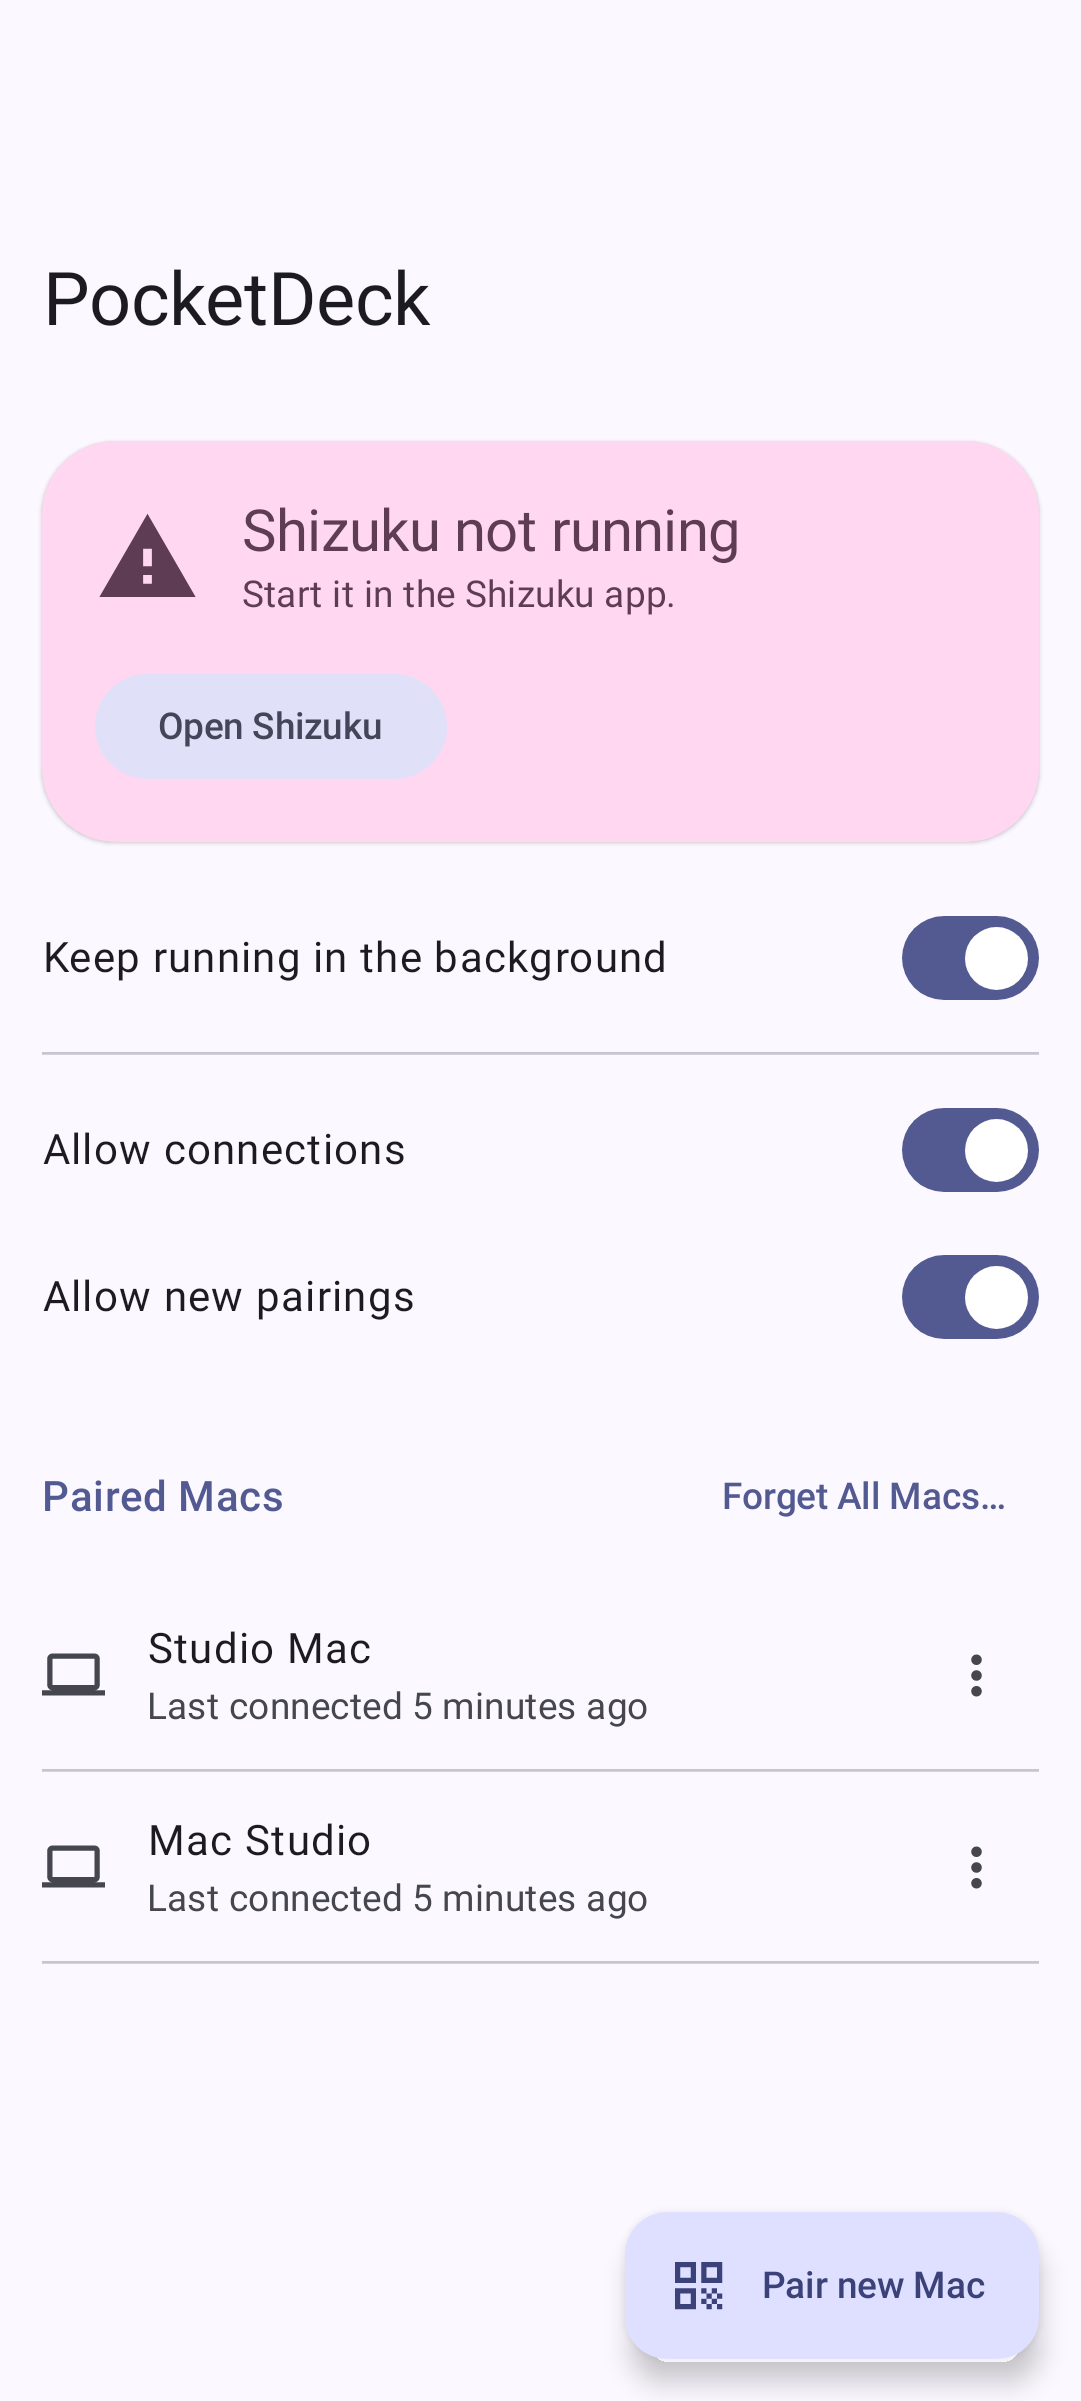 PocketDeck
Shizuku not running
Start it in the Shizuku app.
Open Shizuku
Keep running in the background
Allow connections
Allow new pairings
Paired Macs
Forget All Macs…
Studio Mac
Last connected 5 minutes ago
Mac Studio
Last connected 5 minutes ago
Pair new Mac